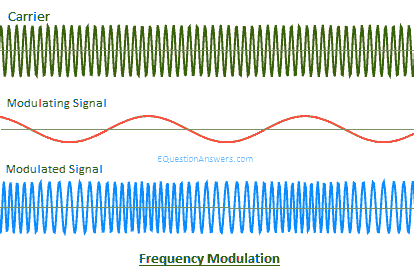 Carrier
Modulating Signal
EQuestionAnswers.com
Modulated Signal
Frequency Modulation